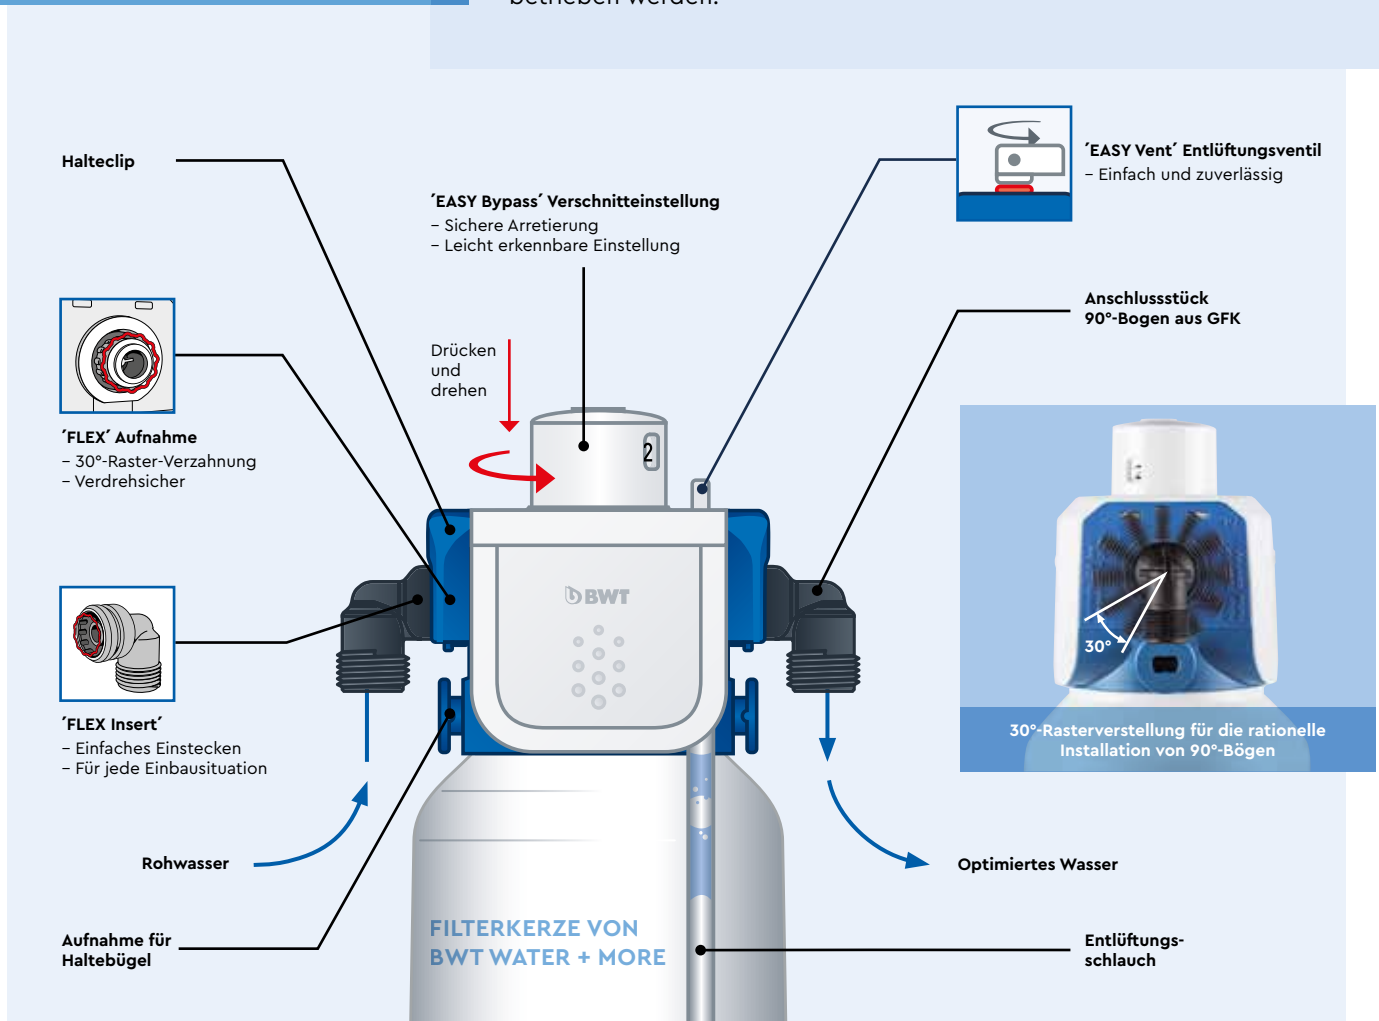 betrieben werden.
Halteclip
´EASY Bypass´ Verschnitteinstellung
– Sichere Arretierung
– Leicht erkennbare Einstellung
´EASY Vent´ Entlüftungsventil
– Einfach und zuverlässig
Anschlussstück
90°-Bogen aus GFK
Drücken
und
drehen
2
´FLEX´ Aufnahme
– 30°-Raster-Verzahnung
– Verdrehsicher
BWT
30°
30°-Rasterverstellung für die rationelle
Installation von 90°-Bögen
´FLEX Insert´
– Einfaches Einstecken
– Für jede Einbausituation
Rohwasser
Optimiertes Wasser
Aufnahme für
Haltebügel
FILTERKERZE VON
BWT WATER + MORE
Entlüftungs-
schlauch